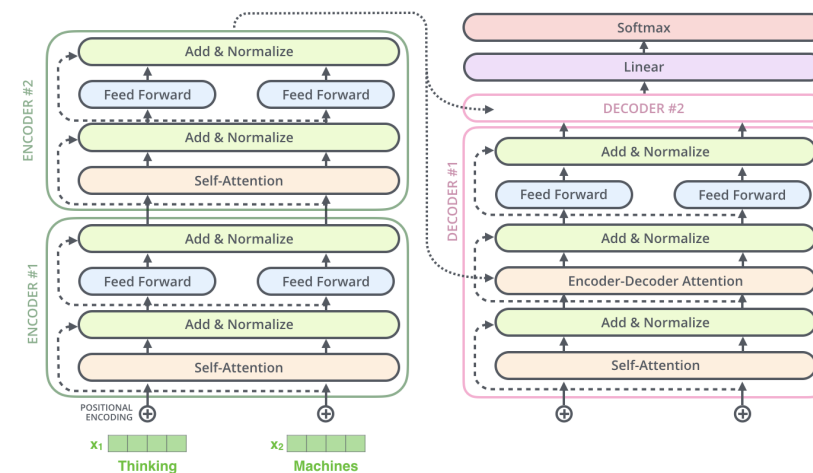 ENCODER #2
Add & Normalize
Feed Forward
Feed Forward
Add & Normalize
Self-Attention
ENCODER #1
Add & Normalize
Feed Forward
Feed Forward
Add & Normalize
Self-Attention
POSITIONAL
ENCODING
x₁
x₂
Thinking
Machines
Softmax
Linear
DECODER #2
DECODER #1
Add & Normalize
Feed Forward
Feed Forward
Add & Normalize
Encoder-Decoder Attention
Add & Normalize
Self-Attention